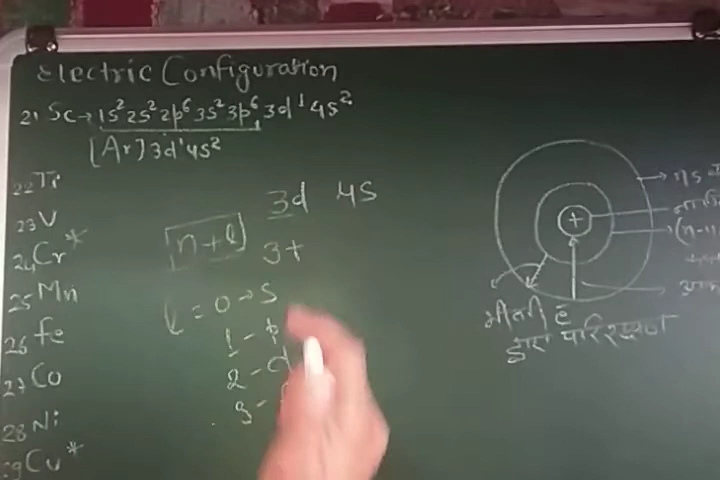 Electric Configuration
21 Sc → 1s² 2s² 2p⁶ 3s² 3p⁶ 3d¹ 4s²
[Ar] 3d¹ 4s²
22 Ti
23 V
24 Cr*
25 Mn
26 Fe
27 Co
28 Ni
29 Cu*
3d 4s
n+l
3+
l = 0 → s
1 - p
2 - d
3 -
+
→ ns
→ (n-1)
भीतरी e
द्वारा परिरक्षण